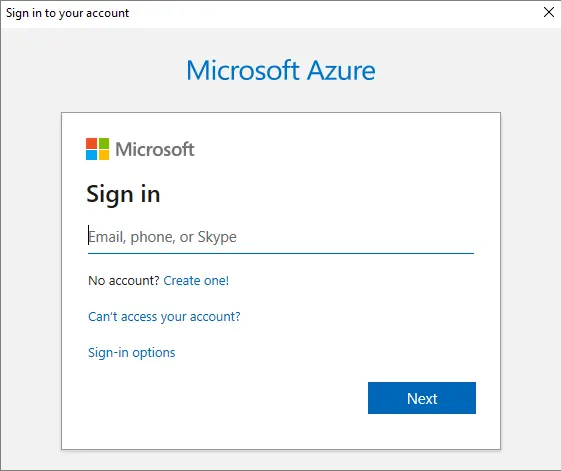 Sign in to your account
Microsoft Azure
Microsoft
Sign in
Email, phone, or Skype
No account? Create one!
Can't access your account?
Sign-in options
Next